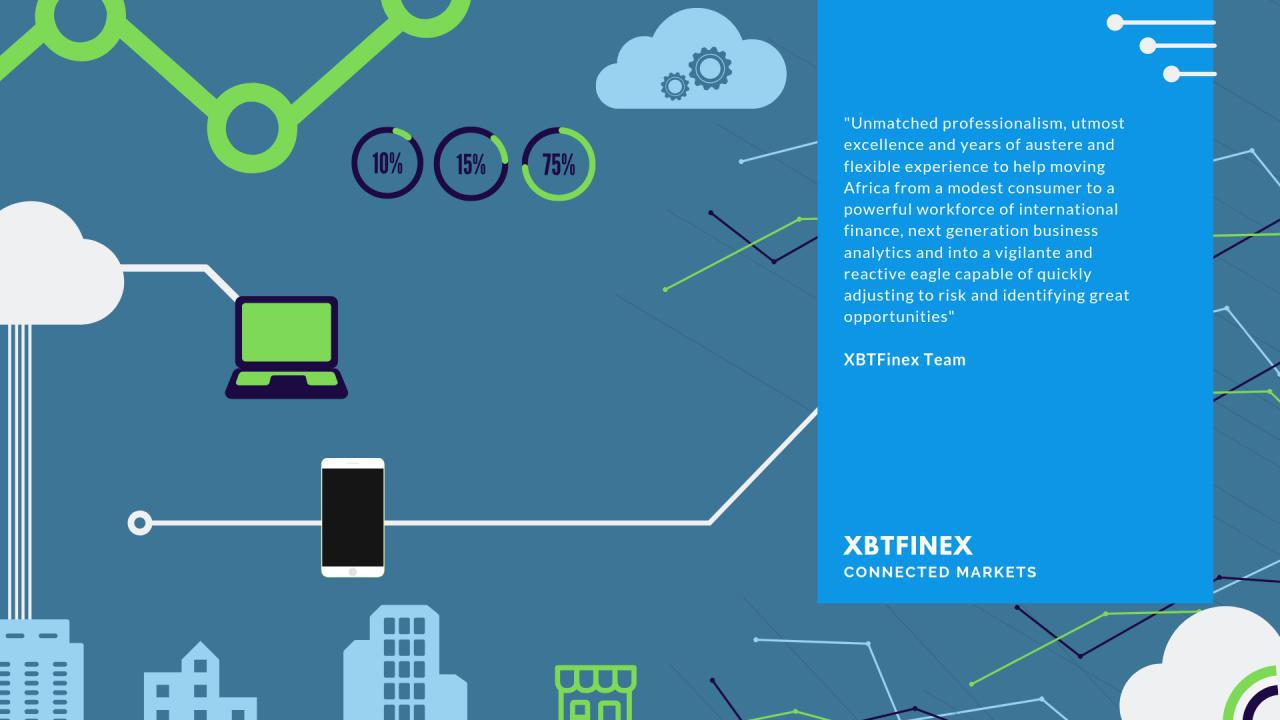 10% 15% 75%
"Unmatched professionalism, utmost
excellence and years of austere and
flexible experience to help moving
Africa from a modest consumer to a
powerful workforce of international
finance, next generation business
analytics and into a vigilante and
reactive eagle capable of quickly
adjusting to risk and identifying great
opportunities"
XBTFinex Team
XBTFINEX
CONNECTED MARKETS